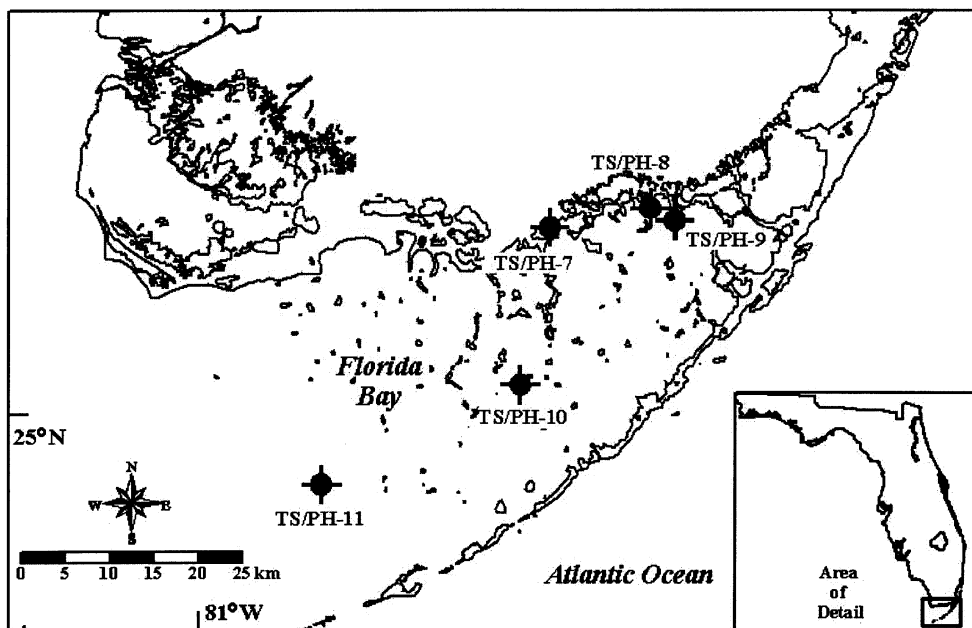 TS/PH-8
TS/PH-9
TS/PH-7
Florida
Bay
TS/PH-10
25°N
N
W E
S
TS/PH-11
0 5 10 20 25 km
81°W
Atlantic Ocean
Area
of
Detail